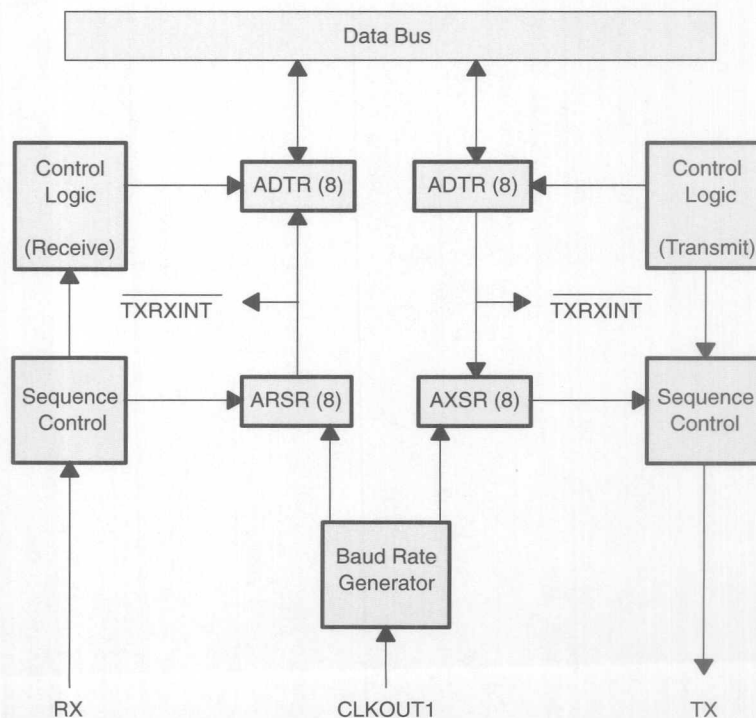 Data Bus
Control
Logic
(Receive)
ADTR (8)
ADTR (8)
Control
Logic
(Transmit)
TXRXINT
TXRXINT
Sequence
Control
ARSR (8)
AXSR (8)
Sequence
Control
Baud Rate
Generator
RX
CLKOUT1
TX